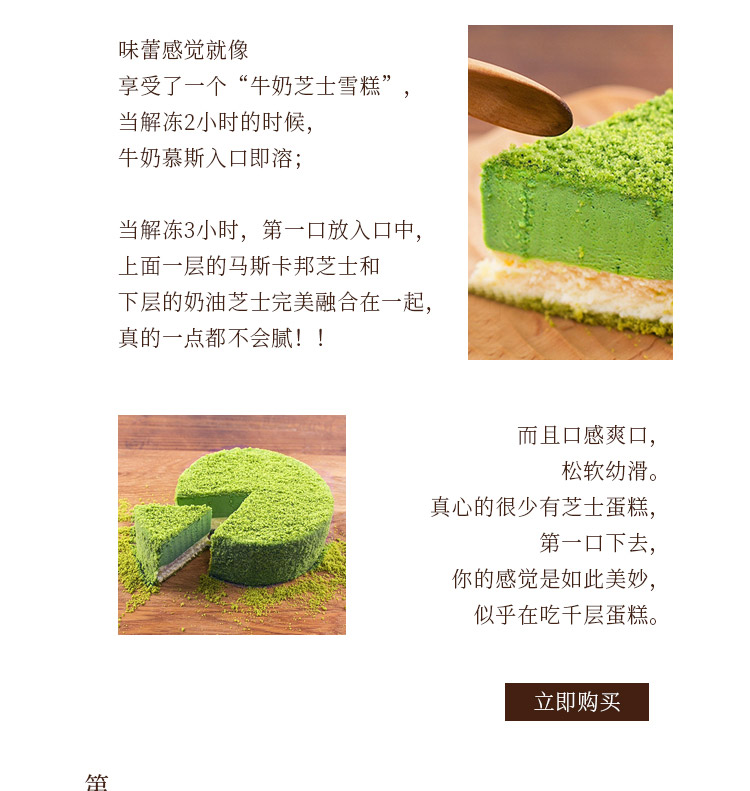 味蕾感觉就像
享受了一个“牛奶芝士雪糕”，
当解冻2小时的时候，
牛奶慕斯入口即溶；
当解冻3小时，第一口放入口中，
上面一层的马斯卡邦芝士和
下层的奶油芝士完美融合在一起，
真的一点都不会腻！！
而且口感爽口，
松软幼滑。
真心的很少有芝士蛋糕，
第一口下去，
你的感觉是如此美妙，
似乎在吃千层蛋糕。
立即购买
第